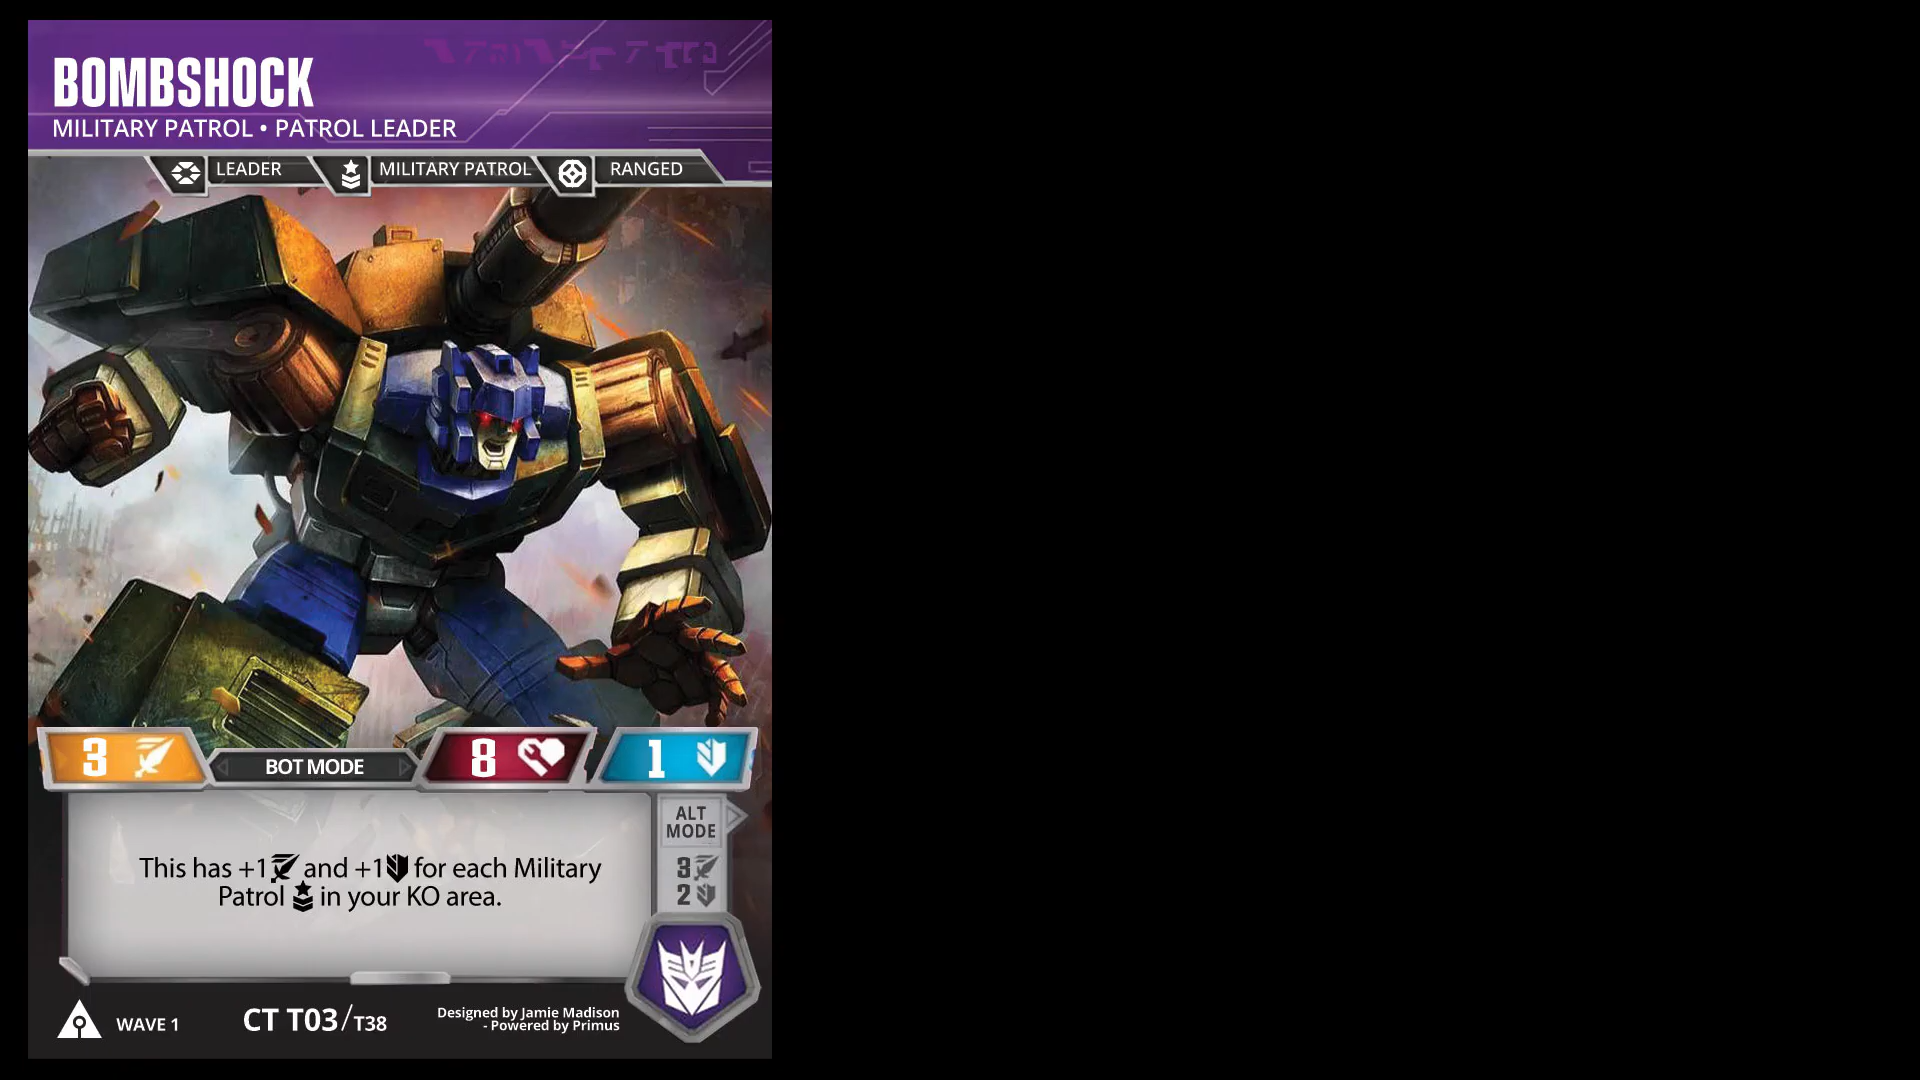 BOMBSHOCK
MILITARY PATROL • PATROL LEADER
LEADER MILITARY PATROL RANGED
3 BOT MODE 8 1
ALT
MODE
3
2
This has +1 and +1 for each Military
Patrol in your KO area.
WAVE 1
CT T03/T38
Designed by Jamie Madison
- Powered by Primus